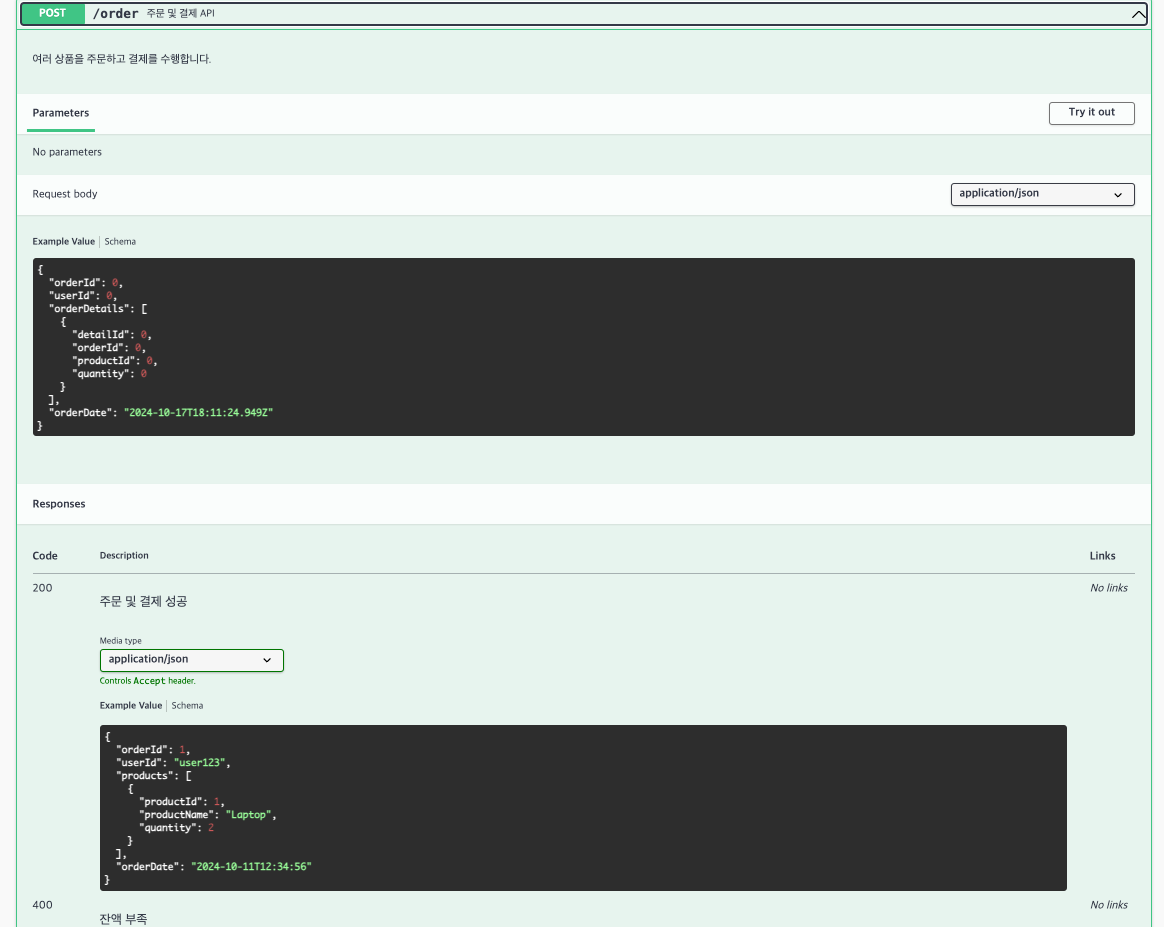 POST /order 주문 및 결제 API
여러 상품을 주문하고 결제를 수행합니다.
Parameters
Try it out
No parameters
Request body
application/json
Example Value | Schema
{
  "orderId": 0,
  "userId": 0,
  "orderDetails": [
    {
      "detailId": 0,
      "orderId": 0,
      "productId": 0,
      "quantity": 0
    }
  ],
  "orderDate": "2024-10-17T18:11:24.949Z"
}
Responses
Code Description Links
200 No links
주문 및 결제 성공
Media type
application/json
Controls Accept header.
Example Value | Schema
{
  "orderId": 1,
  "userId": "user123",
  "products": [
    {
      "productId": 1,
      "productName": "Laptop",
      "quantity": 2
    }
  ],
  "orderDate": "2024-10-11T12:34:56"
}
400 No links
잔액 부족